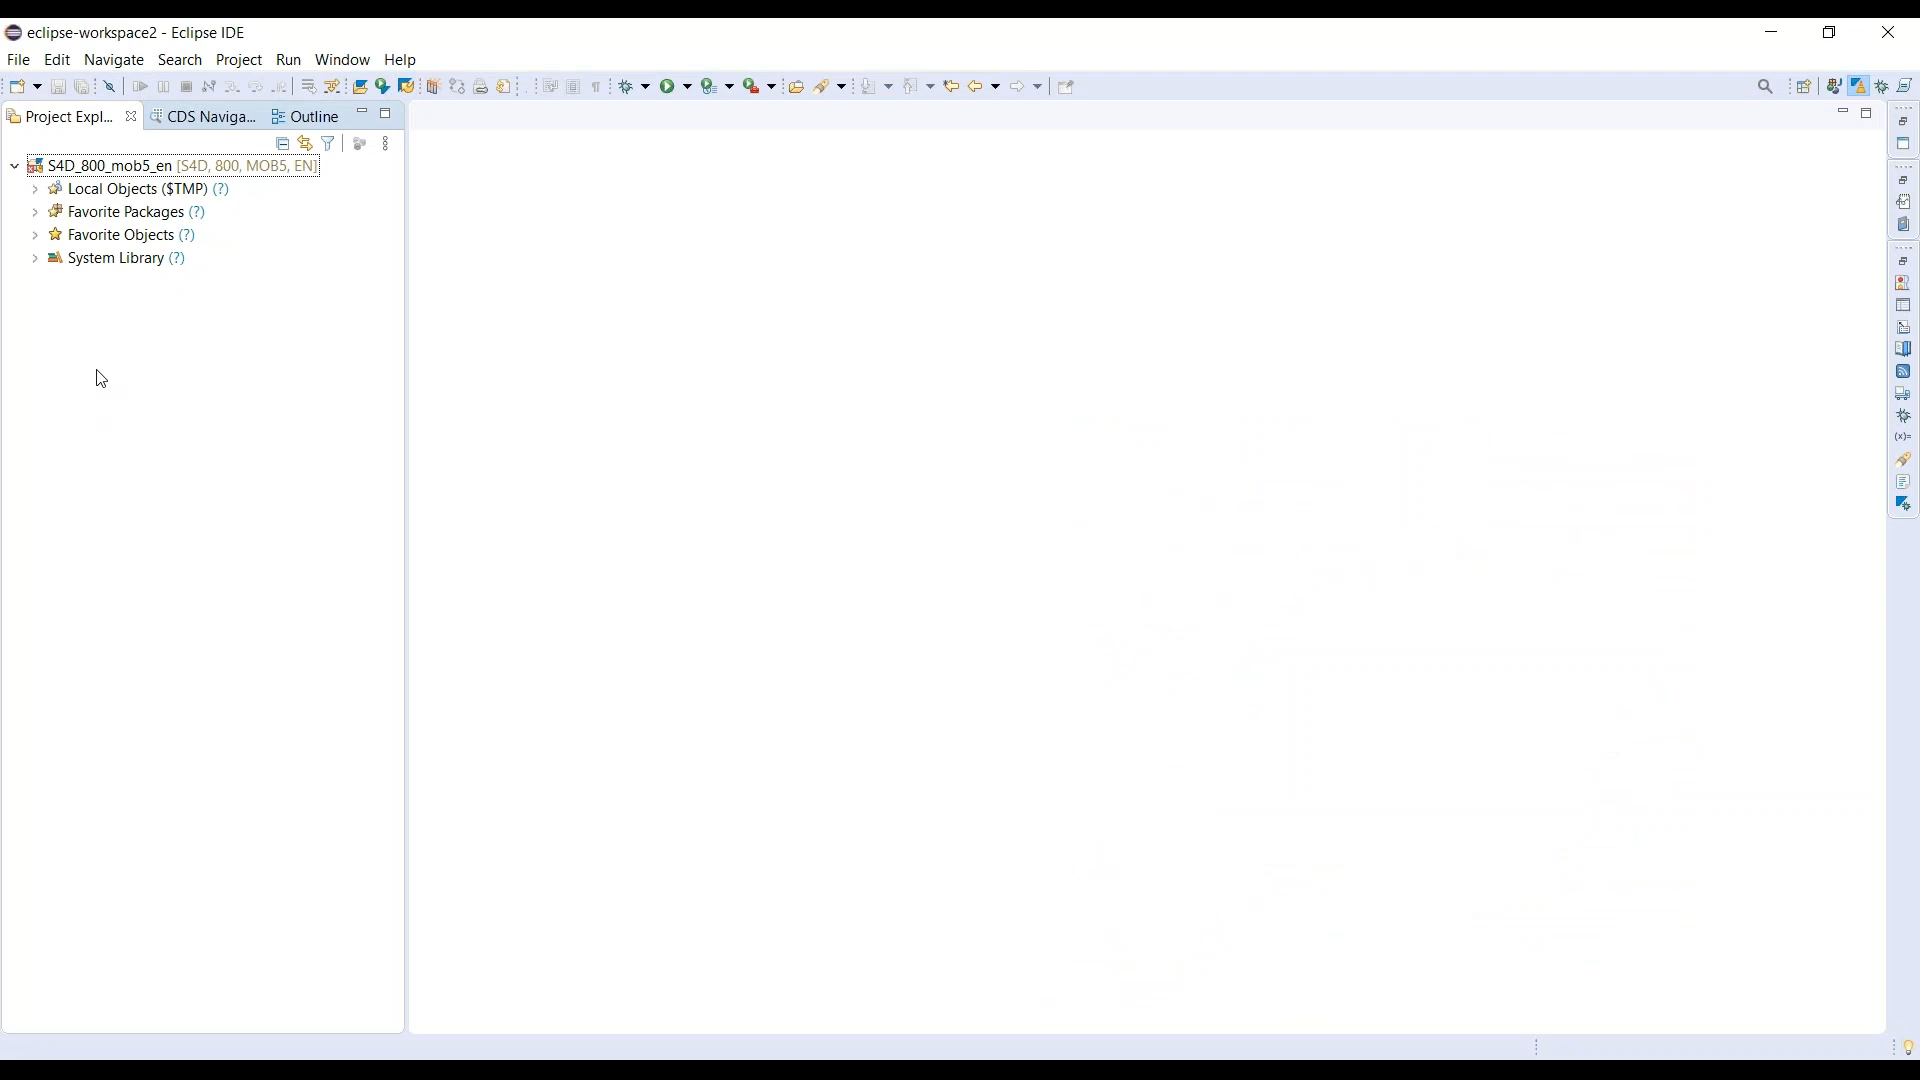 eclipse-workspace2 - Eclipse IDE
File Edit Navigate Search Project Run Window Help
Project Expl... CDS Naviga... Outline
S4D_800_mob5_en [S4D, 800, MOB5, EN]
Local Objects ($TMP) (?)
Favorite Packages (?)
Favorite Objects (?)
System Library (?)
(x)=